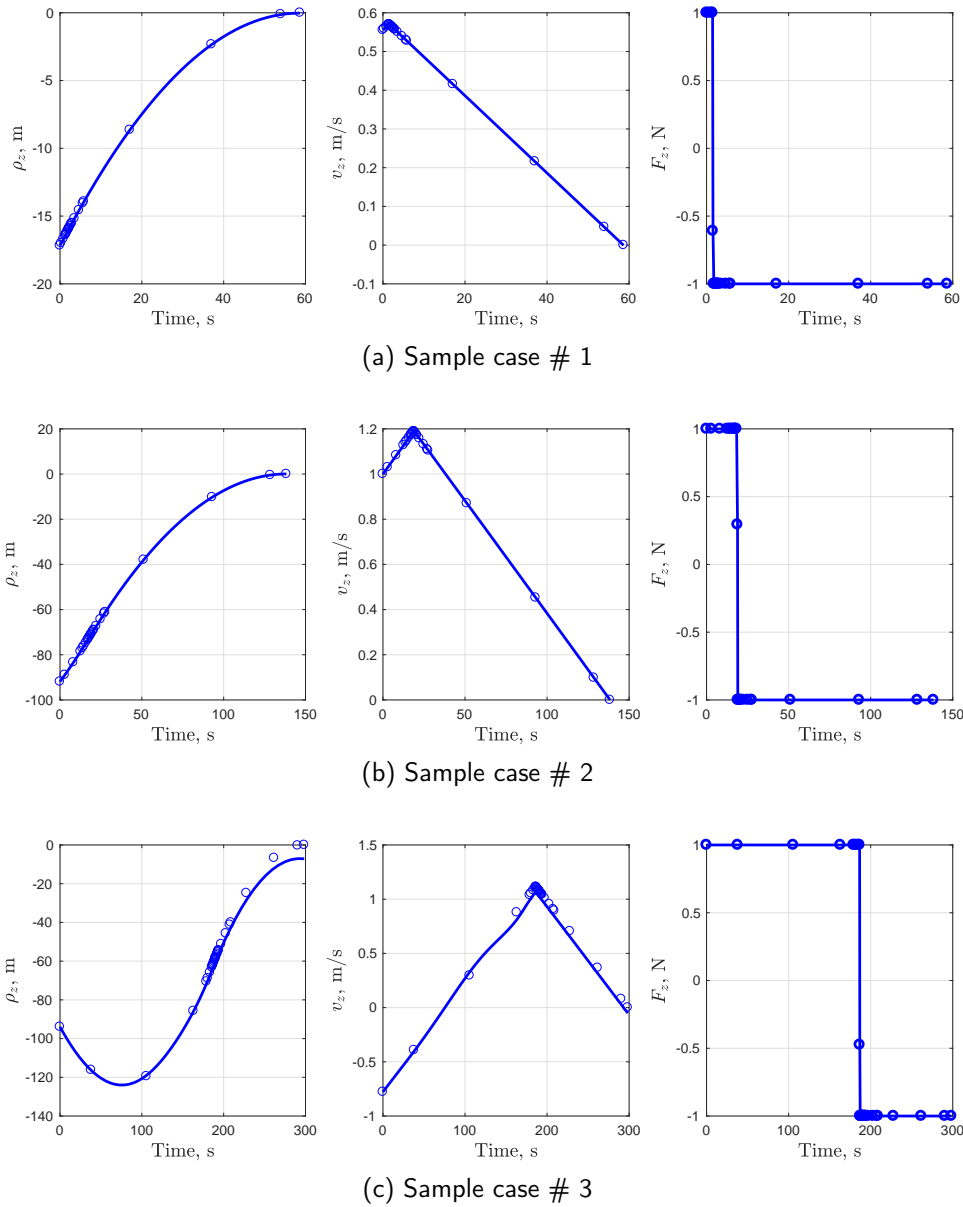 0
-5
-10
-15
-20
ρz, m
0 20 40 60
Time, s
0.6
0.5
0.4
0.3
0.2
0.1
0
-0.1
vz, m/s
0 20 40 60
Time, s
1
0.5
0
-0.5
-1
Fz, N
0 20 40 60
Time, s
(a) Sample case # 1
20
0
-20
-40
-60
-80
-100
ρz, m
0 50 100 150
Time, s
1.2
1
0.8
0.6
0.4
0.2
0
vz, m/s
0 50 100 150
Time, s
1
0.5
0
-0.5
-1
Fz, N
0 50 100 150
Time, s
(b) Sample case # 2
0
-20
-40
-60
-80
-100
-120
-140
ρz, m
0 100 200 300
Time, s
1.5
1
0.5
0
-0.5
-1
vz, m/s
0 100 200 300
Time, s
1
0.5
0
-0.5
-1
Fz, N
0 100 200 300
Time, s
(c) Sample case # 3